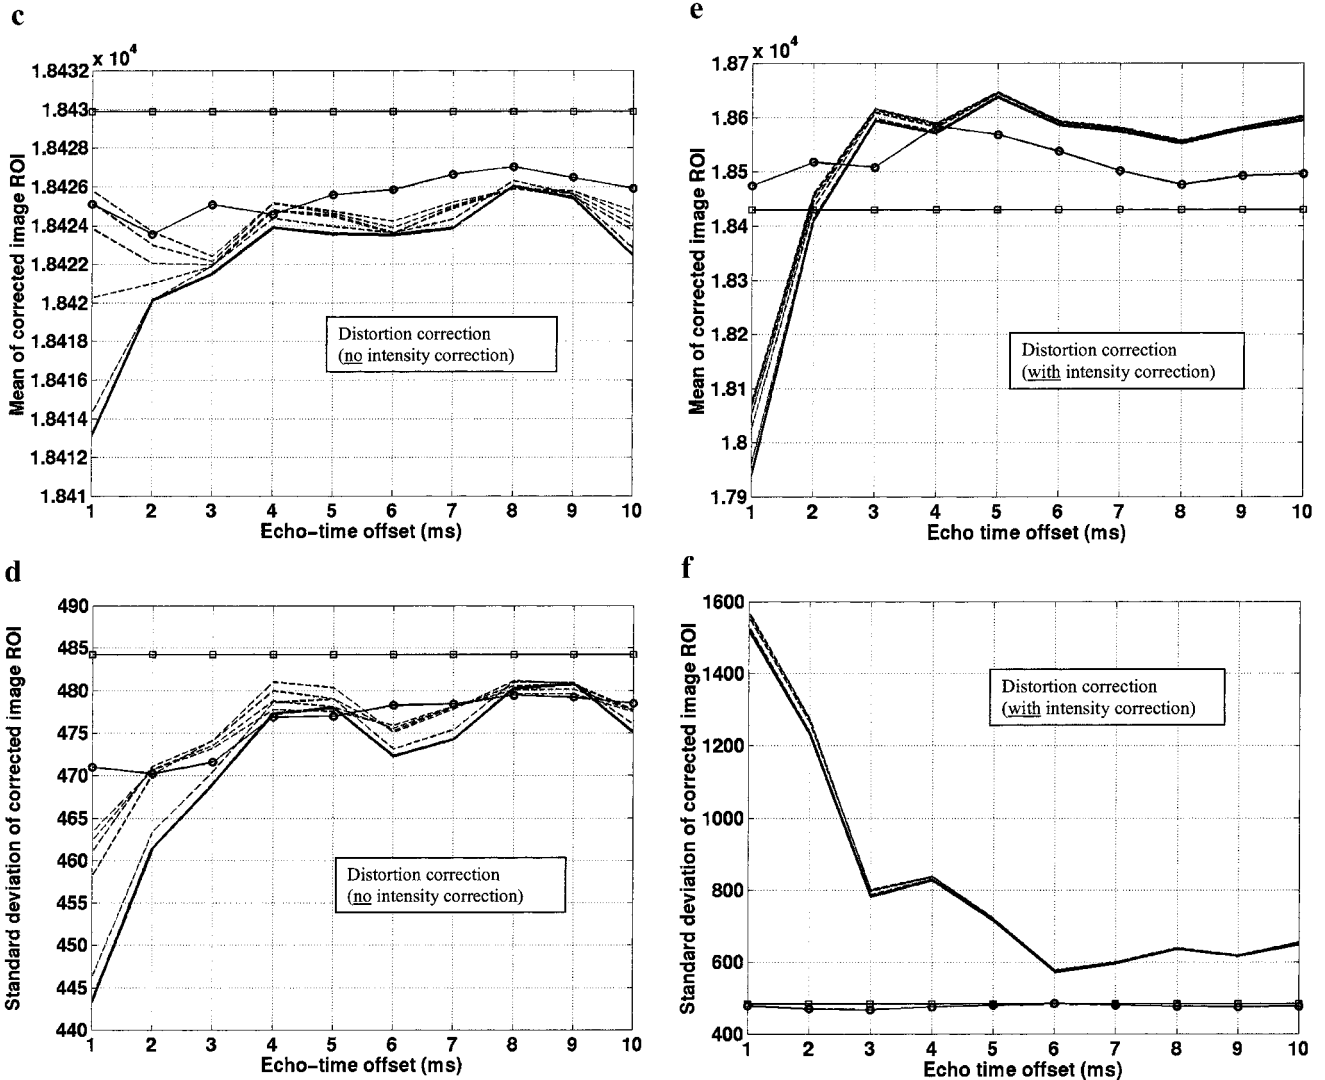 c
x 10^4
1.8432
1.843
1.8428
1.8426
1.8424
1.8422
1.842
1.8418
1.8416
1.8414
1.8412
1.841
Mean of corrected image ROI
Distortion correction
(no intensity correction)
1 2 3 4 5 6 7 8 9 10
Echo-time offset (ms)
e
x 10^4
1.87
1.86
1.85
1.84
1.83
1.82
1.81
1.8
1.79
Mean of corrected image ROI
Distortion correction
(with intensity correction)
1 2 3 4 5 6 7 8 9 10
Echo time offset (ms)
d
490
485
480
475
470
465
460
455
450
445
440
Standard deviation of corrected image ROI
Distortion correction
(no intensity correction)
1 2 3 4 5 6 7 8 9 10
Echo-time offset (ms)
f
1600
1400
1200
1000
800
600
400
Standard deviation of corrected image ROI
Distortion correction
(with intensity correction)
1 2 3 4 5 6 7 8 9 10
Echo time offset (ms)